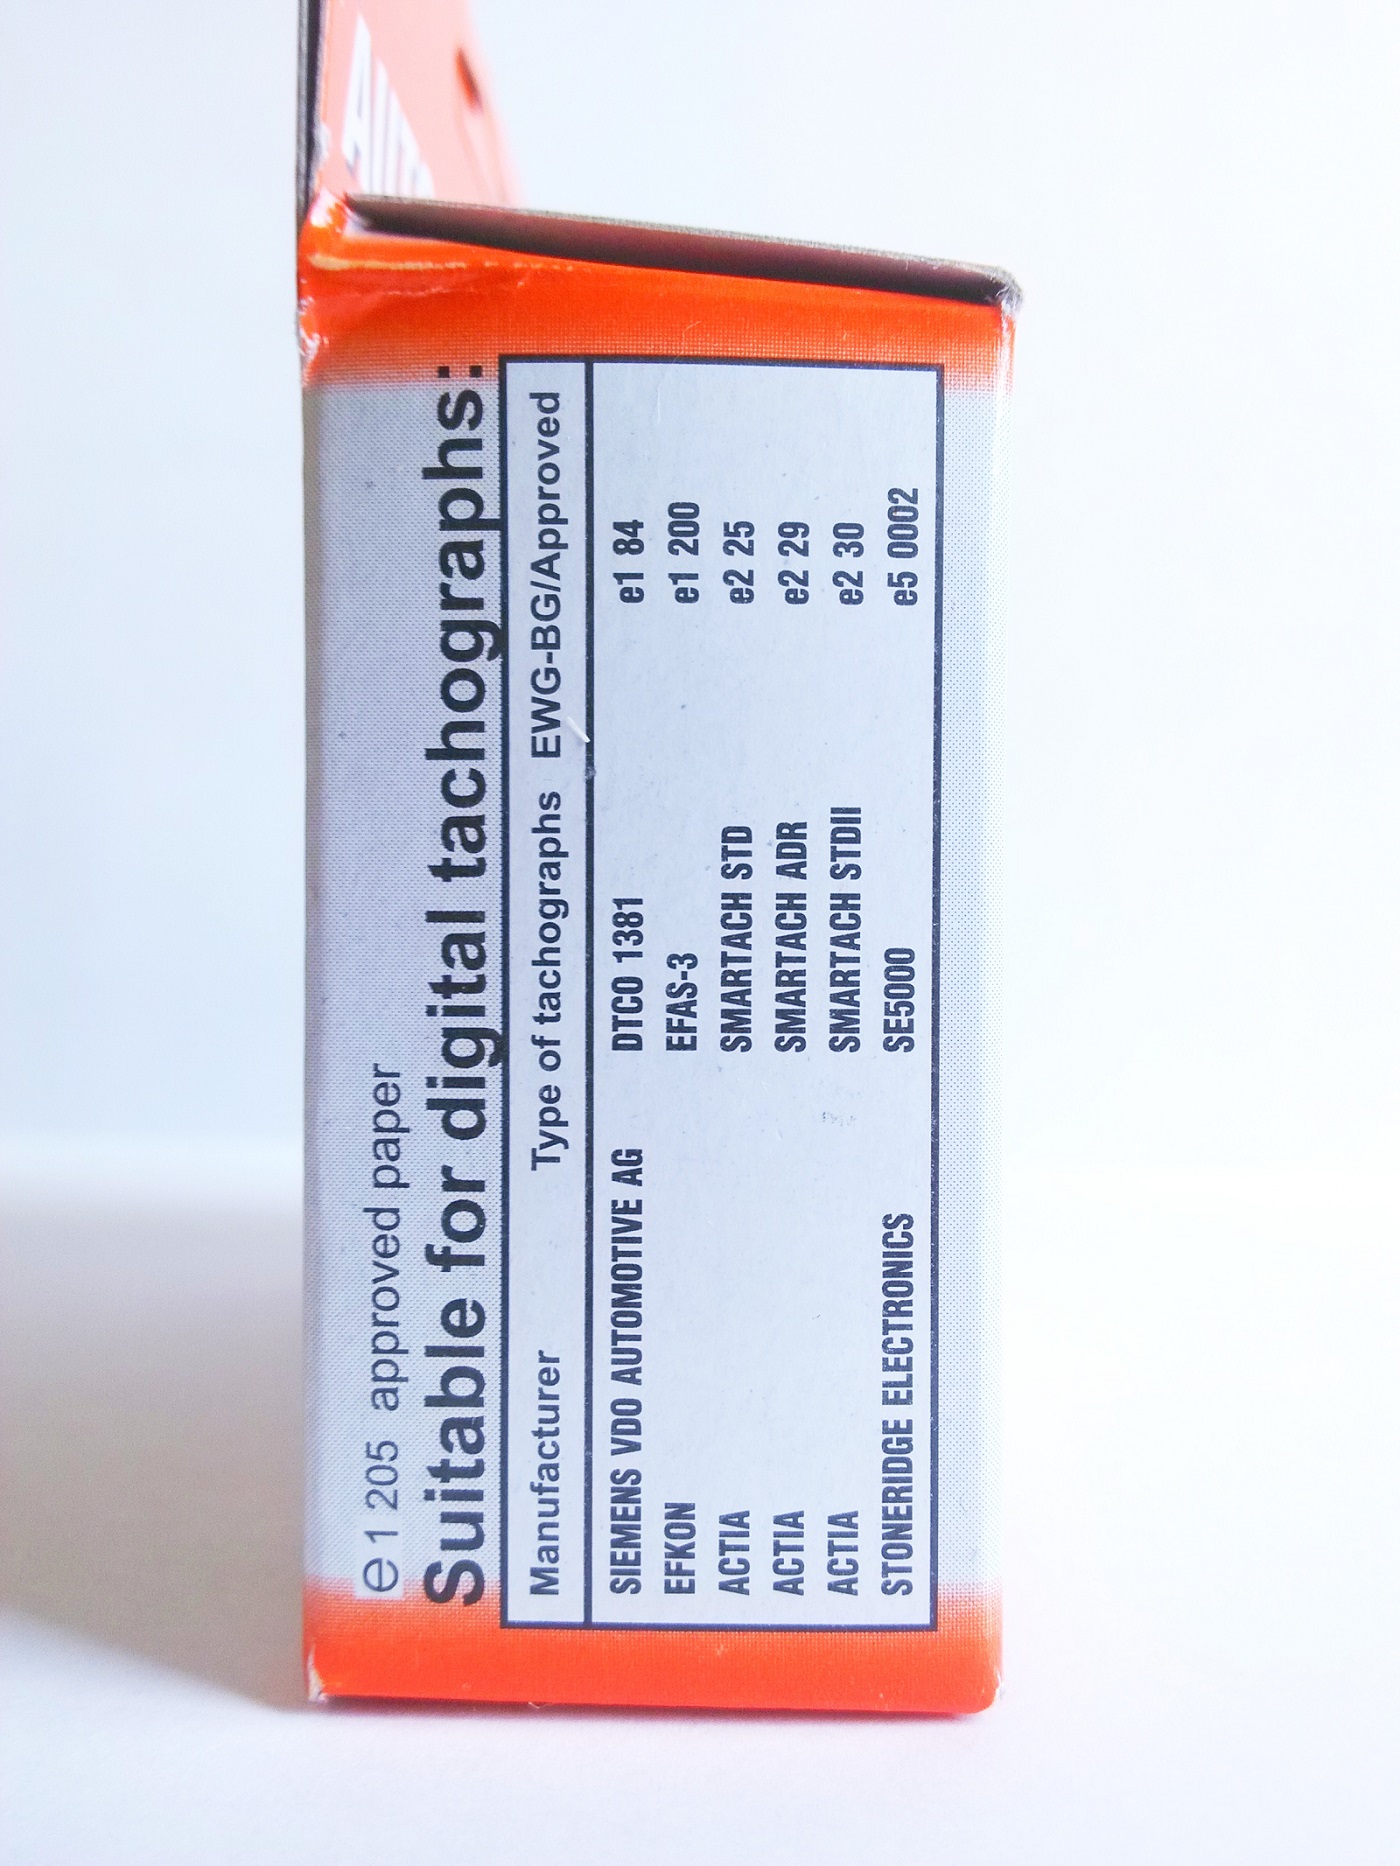 e1 205 approved paper
Suitable for digital tachographs:
Manufacturer Type of tachographs EWG-BG/Approved
SIEMENS VDO AUTOMOTIVE AG DTCO 1381 e1 84
EFKON EFAS-3 e1 200
ACTIA SMARTACH STD e2 25
ACTIA SMARTACH ADR e2 29
ACTIA SMARTACH STDII e2 30
STONERIDGE ELECTRONICS SE5000 e5 0002